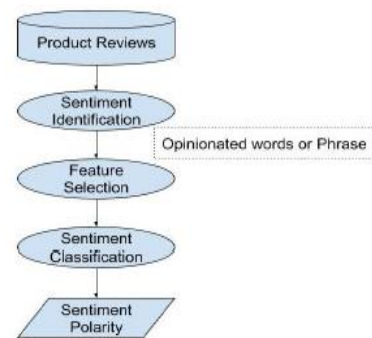 Product Reviews
Sentiment
Identification
Opinionated words or Phrase
Feature
Selection
Sentiment
Classification
Sentiment
Polarity